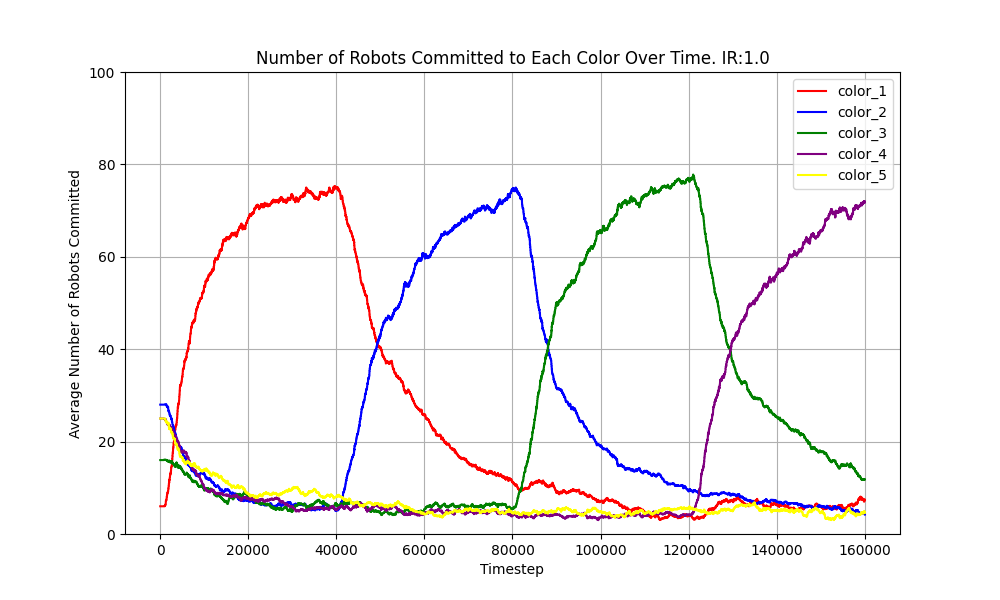 Number of Robots Committed to Each Color Over Time. IR:1.0
100
80
60
40
20
0
Average Number of Robots Committed
color_1
color_2
color_3
color_4
color_5
0 20000 40000 60000 80000 100000 120000 140000 160000
Timestep